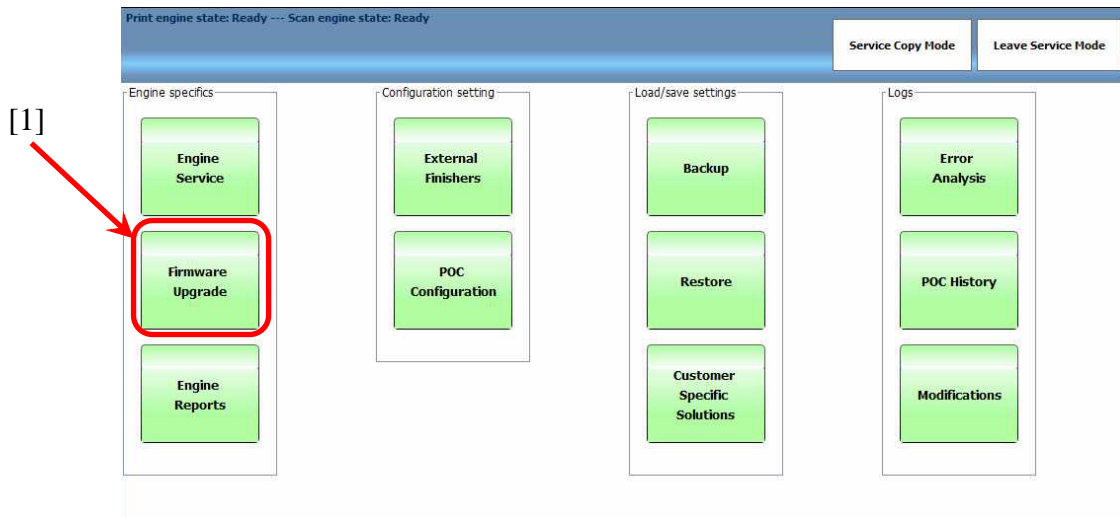 Print engine state: Ready --- Scan engine state: Ready
Service Copy Mode
Leave Service Mode
[1]
Engine specifics
Engine
Service
Firmware
Upgrade
Engine
Reports
Configuration setting
External
Finishers
POC
Configuration
Load/save settings
Backup
Restore
Customer
Specific
Solutions
Logs
Error
Analysis
POC History
Modifications